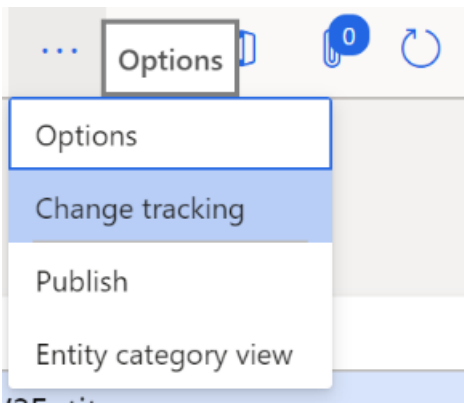 ...
Options
0
Options
Change tracking
Publish
Entity category view